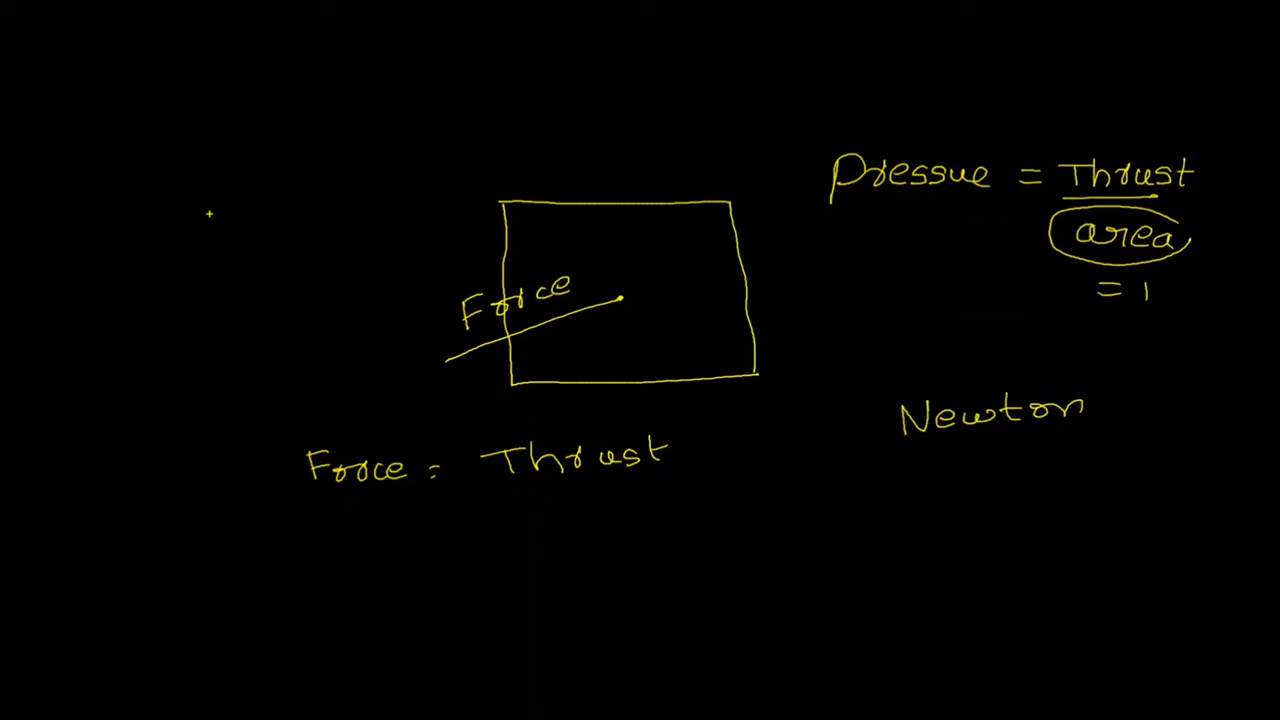 Pressue = Thrust
area
= 1
Force
Newton
Force = Thrust